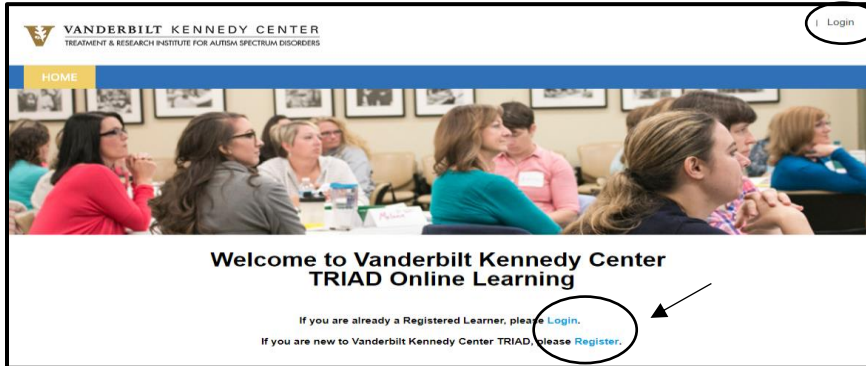 VANDERBILT KENNEDY CENTER
TREATMENT & RESEARCH INSTITUTE FOR AUTISM SPECTRUM DISORDERS
| Login
HOME
Welcome to Vanderbilt Kennedy Center
TRIAD Online Learning
If you are already a Registered Learner, please Login.
If you are new to Vanderbilt Kennedy Center TRIAD, please Register.